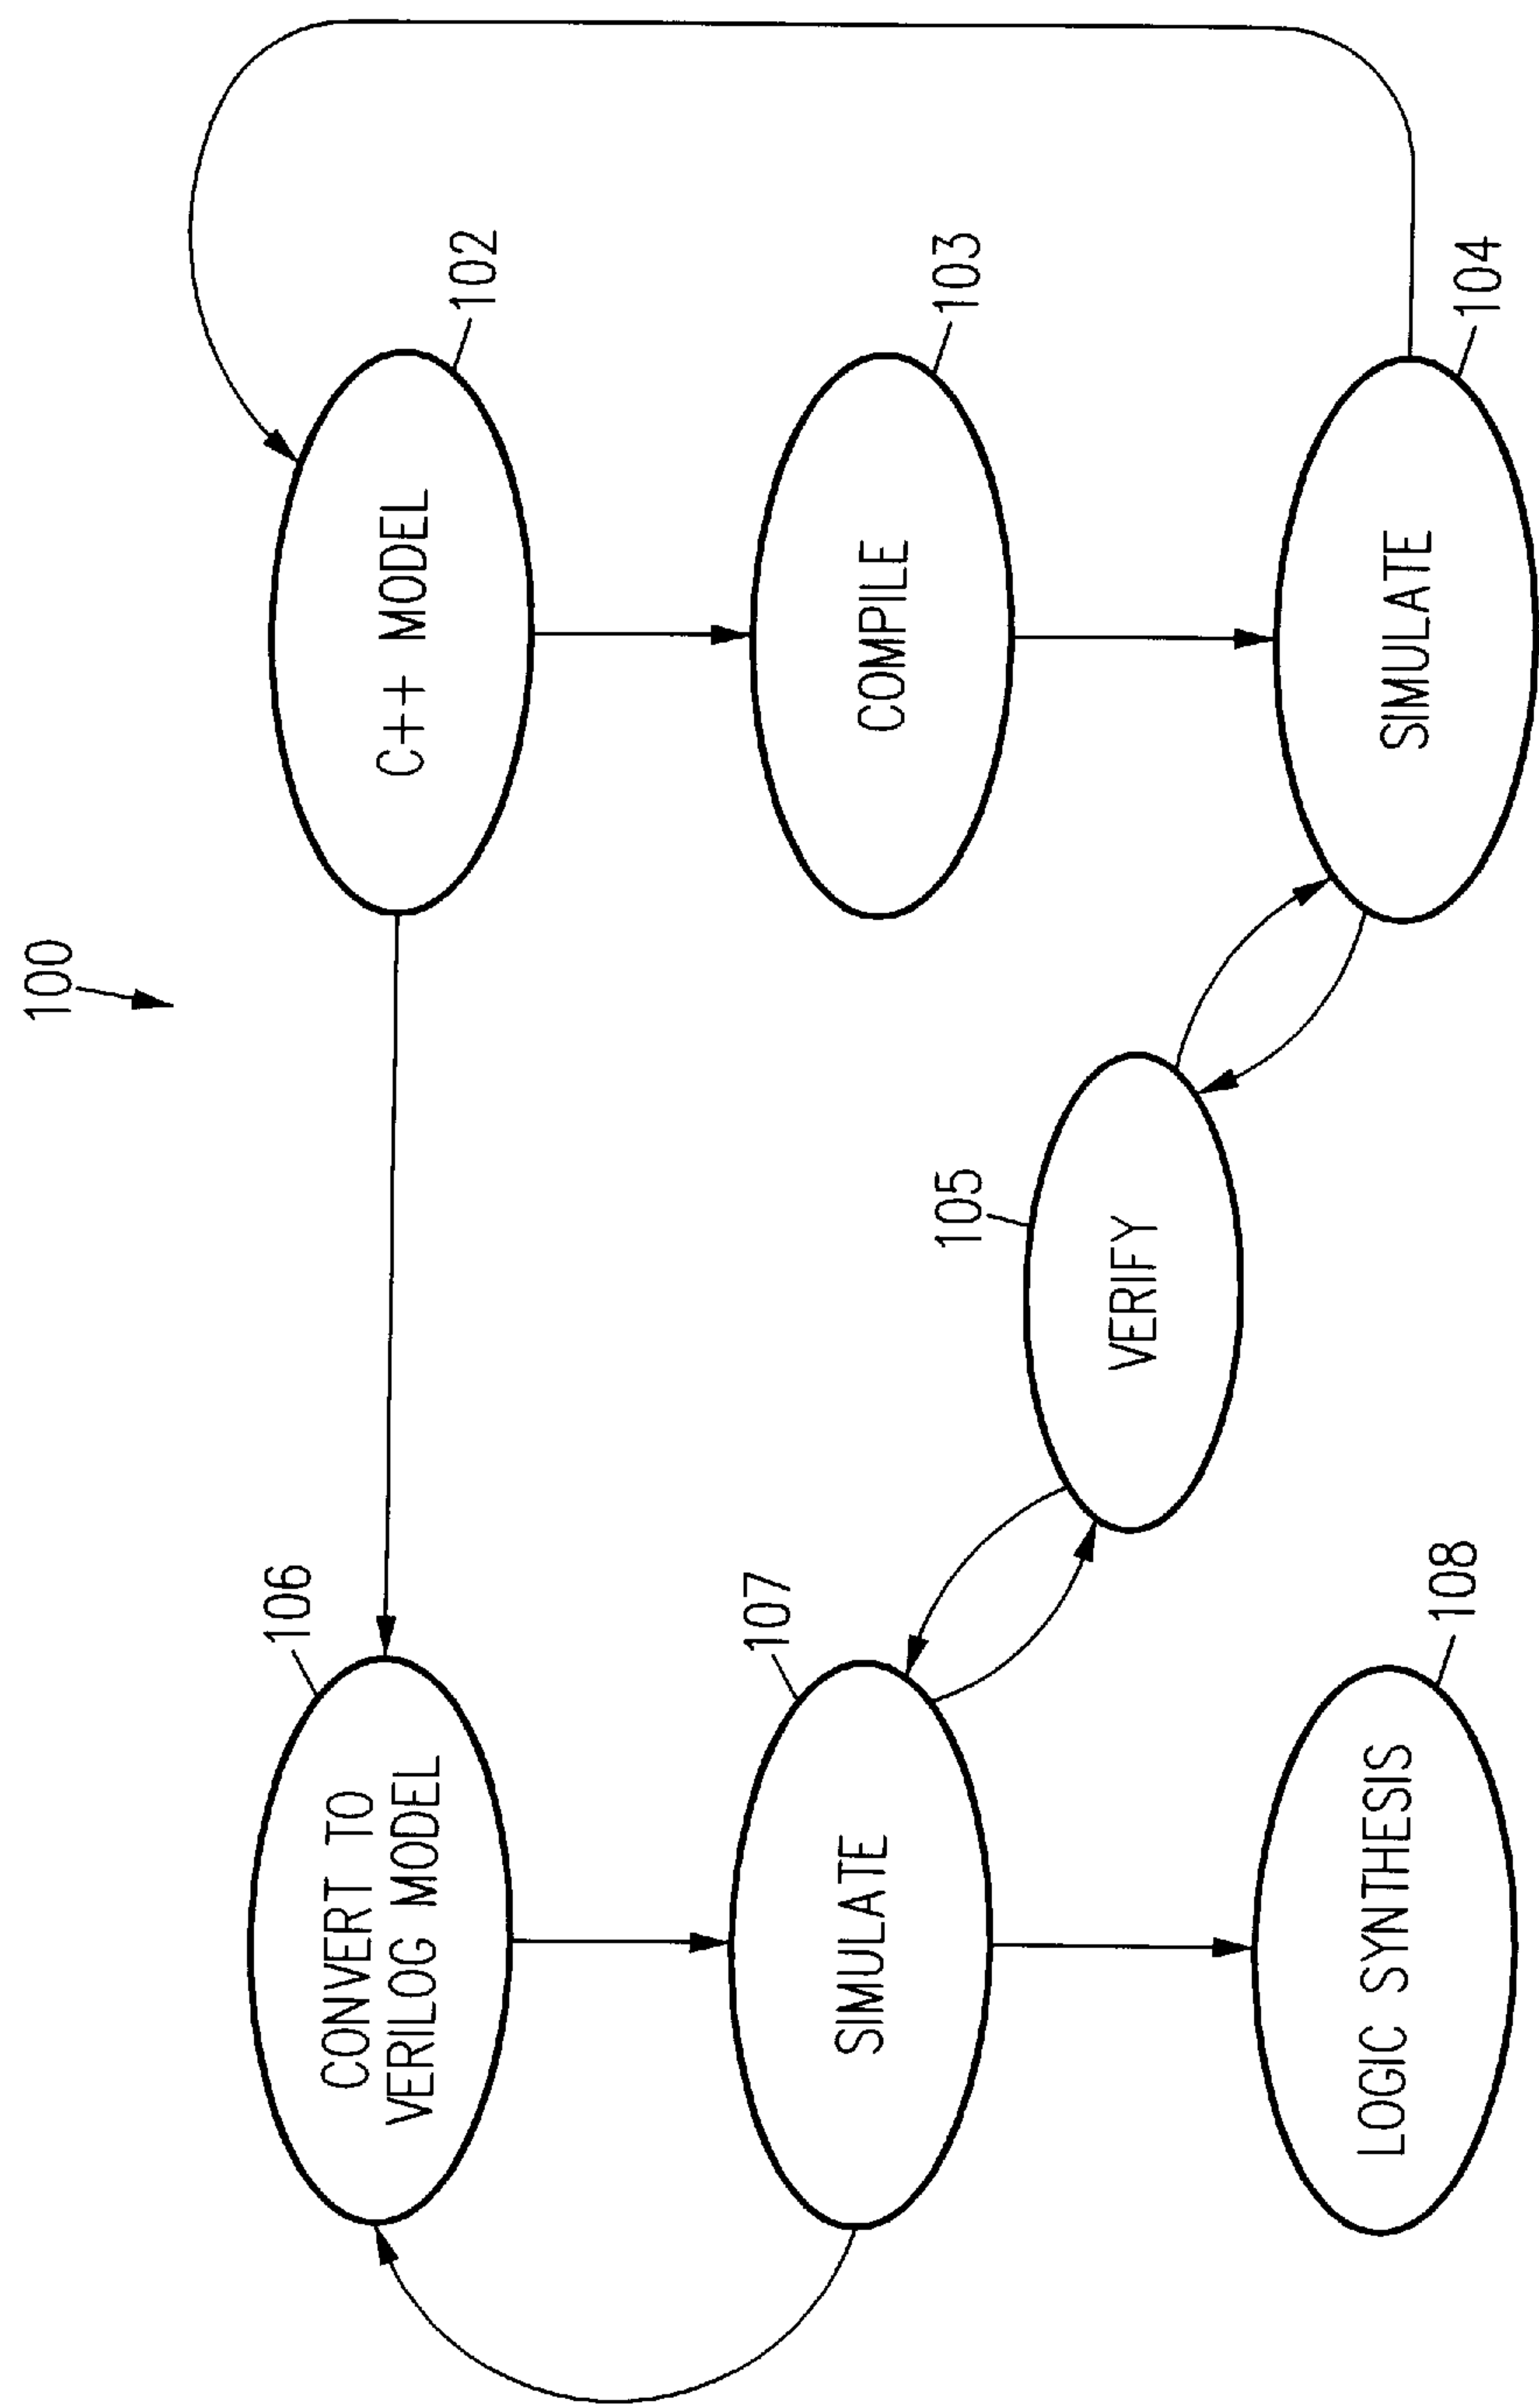 100
106
CONVERT TO
VERILOG MODEL
C++ MODEL
102
107
SIMULATE
105
VERIFY
COMPILE
103
LOGIC SYNTHESIS
108
SIMULATE
104